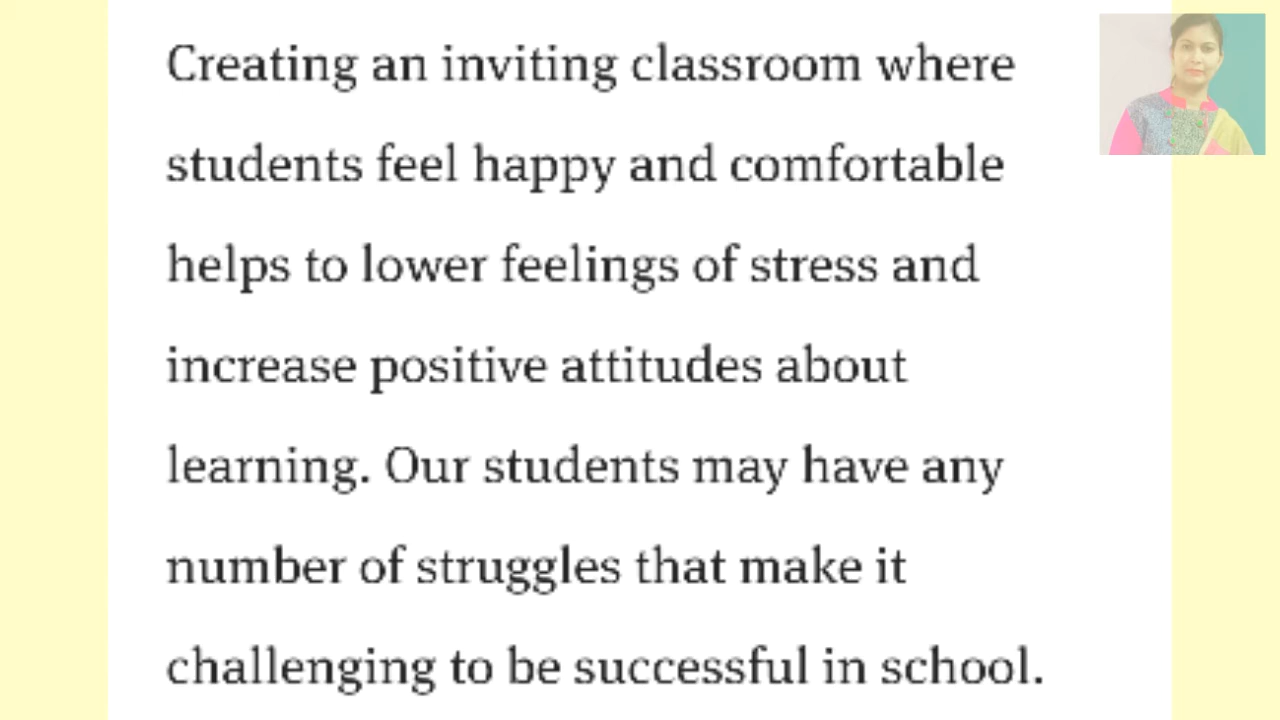 Creating an inviting classroom where
students feel happy and comfortable
helps to lower feelings of stress and
increase positive attitudes about
learning. Our students may have any
number of struggles that make it
challenging to be successful in school.